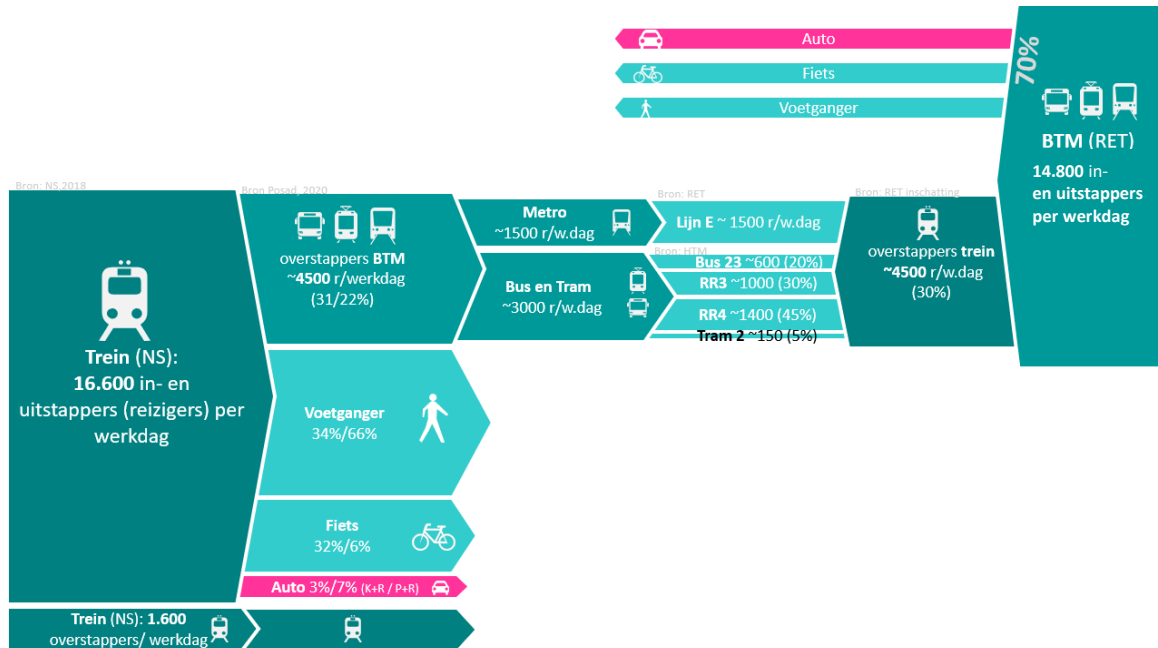 Auto
Fiets
Voetganger
70%
BTM (RET)
14.800 in-
en uitstappers
per werkdag
Bron: NS,2018
Trein (NS):
16.600 in- en
uitstappers (reizigers) per
werkdag
Bron Posad, 2020
overstappers BTM
~4500 r/werkdag
(31/22%)
Metro
~1500 r/w.dag
Bus en Tram
~3000 r/w.dag
Bron: RET
Lijn E ~ 1500 r/w.dag
Bron: HTM
Bus 23 ~600 (20%)
RR3 ~1000 (30%)
RR4 ~1400 (45%)
Tram 2 ~150 (5%)
Bron: RET inschatting
overstappers trein
~4500 r/w.dag
(30%)
Voetganger
34%/66%
Fiets
32%/6%
Auto 3%/7% (K+R / P+R)
Trein (NS): 1.600
overstappers/ werkdag